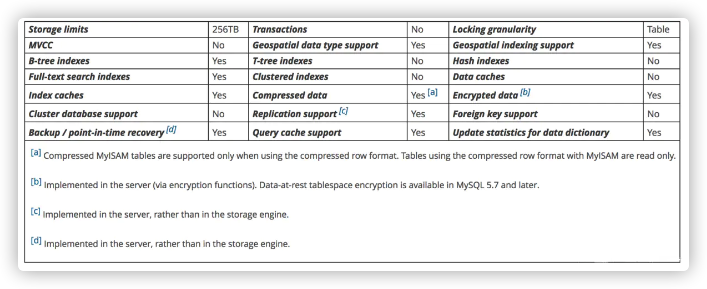 Storage limits 256TB Transactions No Locking granularity Table
MVCC No Geospatial data type support Yes Geospatial indexing support Yes
B-tree indexes Yes T-tree indexes No Hash indexes No
Full-text search indexes Yes Clustered indexes No Data caches No
Index caches Yes Compressed data Yes [a] Encrypted data [b] Yes
Cluster database support No Replication support [c] Yes Foreign key support No
Backup / point-in-time recovery [d] Yes Query cache support Yes Update statistics for data dictionary Yes
[a] Compressed MyISAM tables are supported only when using the compressed row format. Tables using the compressed row format with MyISAM are read only.
[b] Implemented in the server (via encryption functions). Data-at-rest tablespace encryption is available in MySQL 5.7 and later.
[c] Implemented in the server, rather than in the storage engine.
[d] Implemented in the server, rather than in the storage engine.